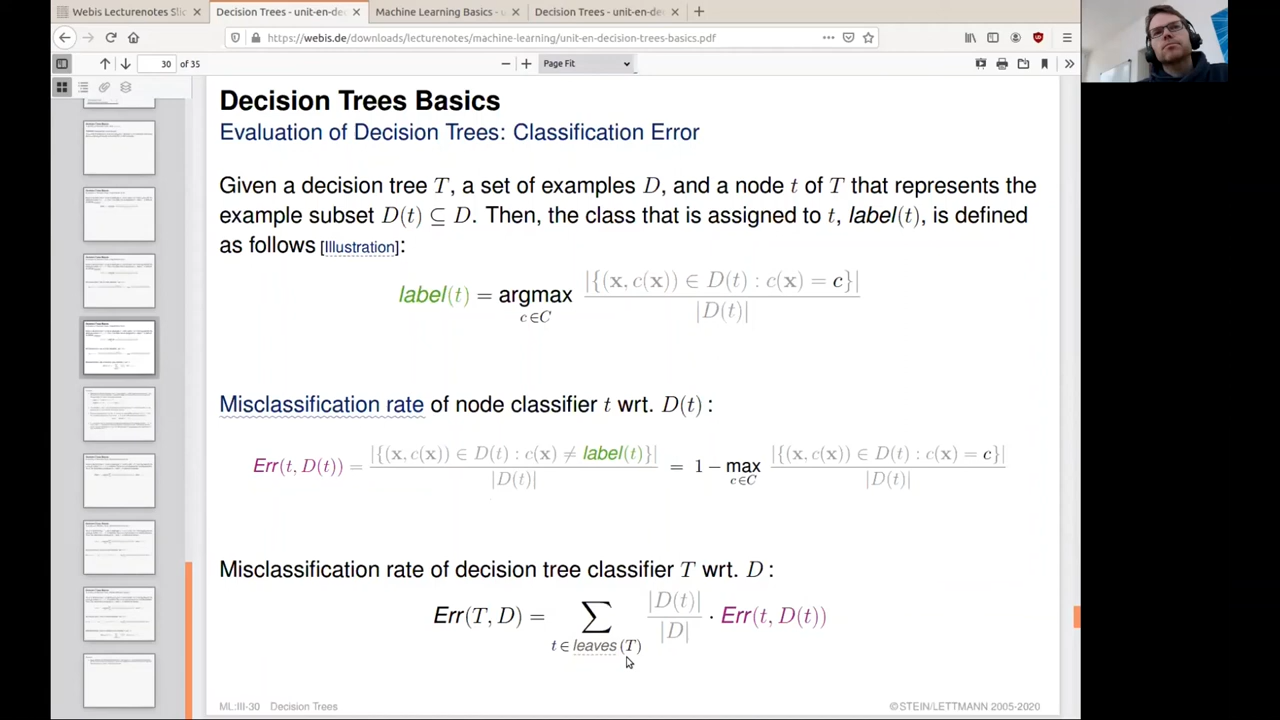 Webis Lecturenotes Slic
Decision Trees - unit-en-dec
Machine Learning Basics - u
Decision Trees - unit-en-dec
https://webis.de/downloads/lecturenotes/machine-learning/unit-en-decision-trees-basics.pdf
30 of 35
Page Fit
Decision Trees Basics
Evaluation of Decision Trees: Classification Error
Given a decision tree T, a set of examples D, and a node t of T that represents the
example subset D(t) ⊆ D. Then, the class that is assigned to t, label(t), is defined
as follows [Illustration]:
label(t) = argmax_{c∈C} |{(x, c(x)) ∈ D(t) : c(x) = c}| / |D(t)|
Misclassification rate of node classifier t wrt. D(t) :
Err(t, D(t)) = |{(x, c(x)) ∈ D(t) : c(x) ≠ label(t)}| / |D(t)| = 1 − max_{c∈C} |{(x, c(x)) ∈ D(t) : c(x) = c}| / |D(t)|
Misclassification rate of decision tree classifier T wrt. D :
Err(T, D) = ∑_{t ∈ leaves (T)} |D(t)| / |D| · Err(t, D(t))
ML:III-30 Decision Trees
©STEIN/LETTMANN 2005-2020